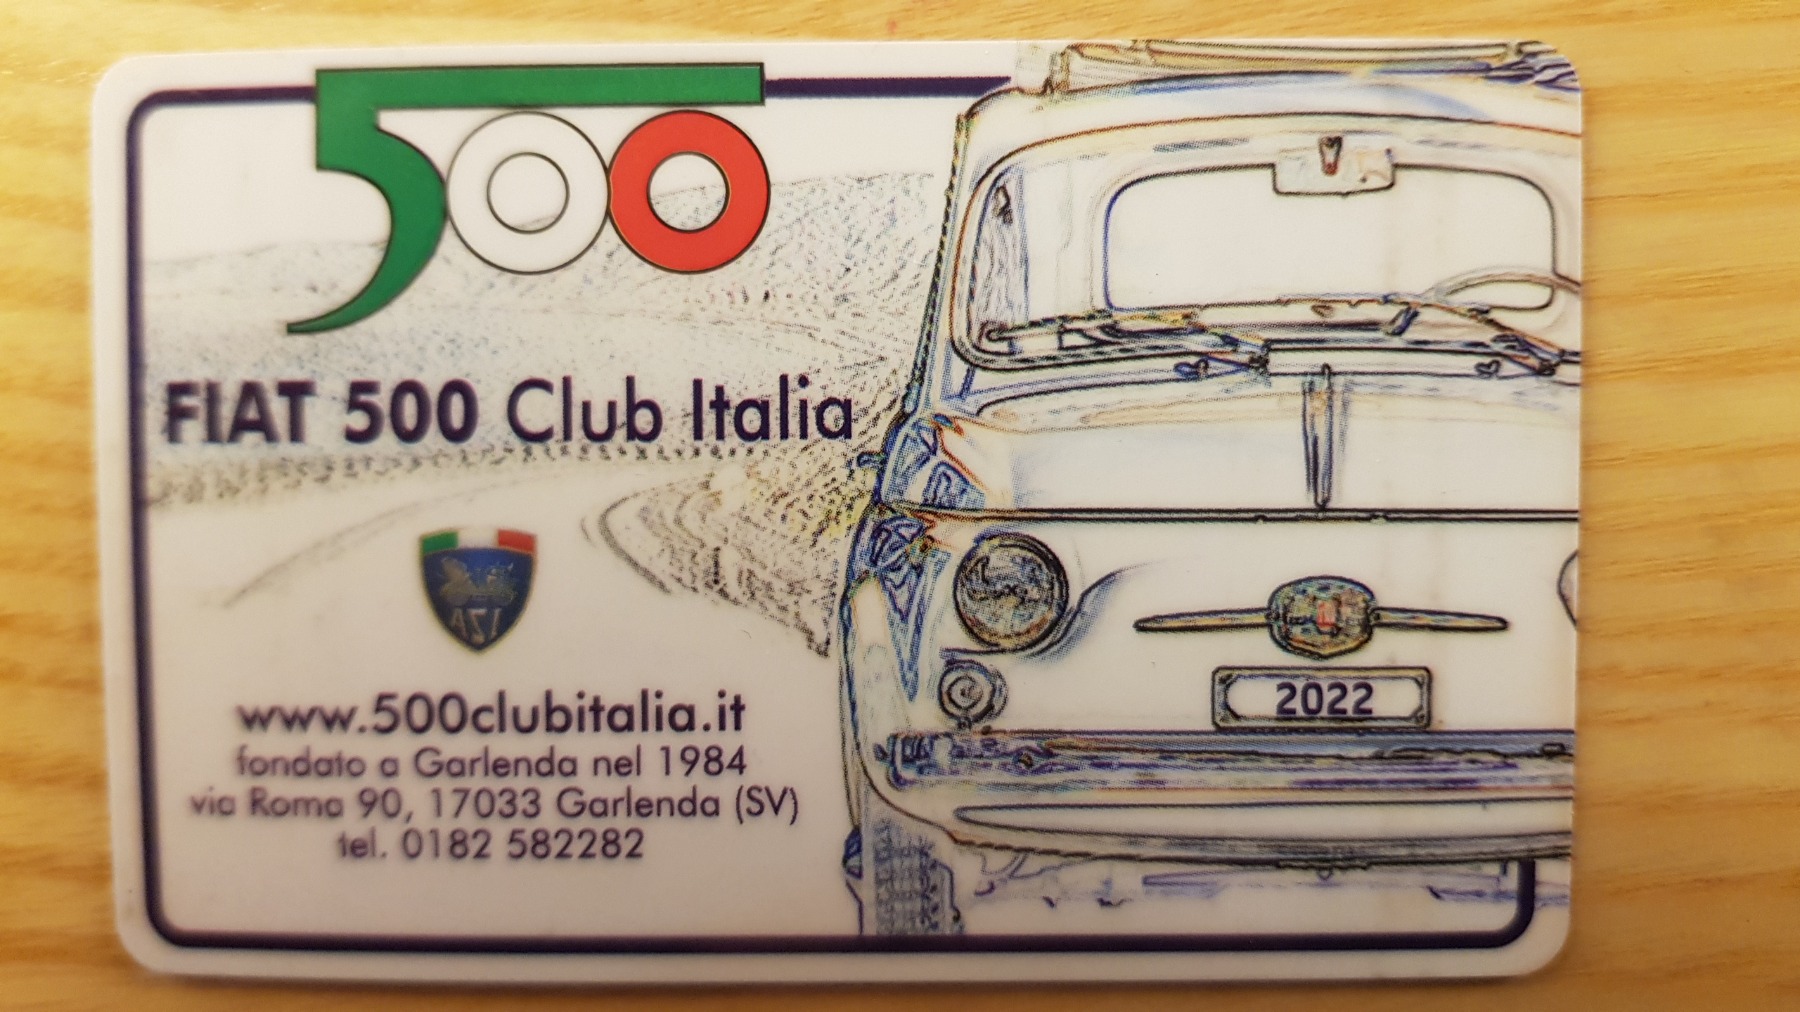 500
FIAT 500 Club Italia
ASI
www.500clubitalia.it
fondato a Garlenda nel 1984
via Roma 90, 17033 Garlenda (SV)
tel. 0182 582282
2022